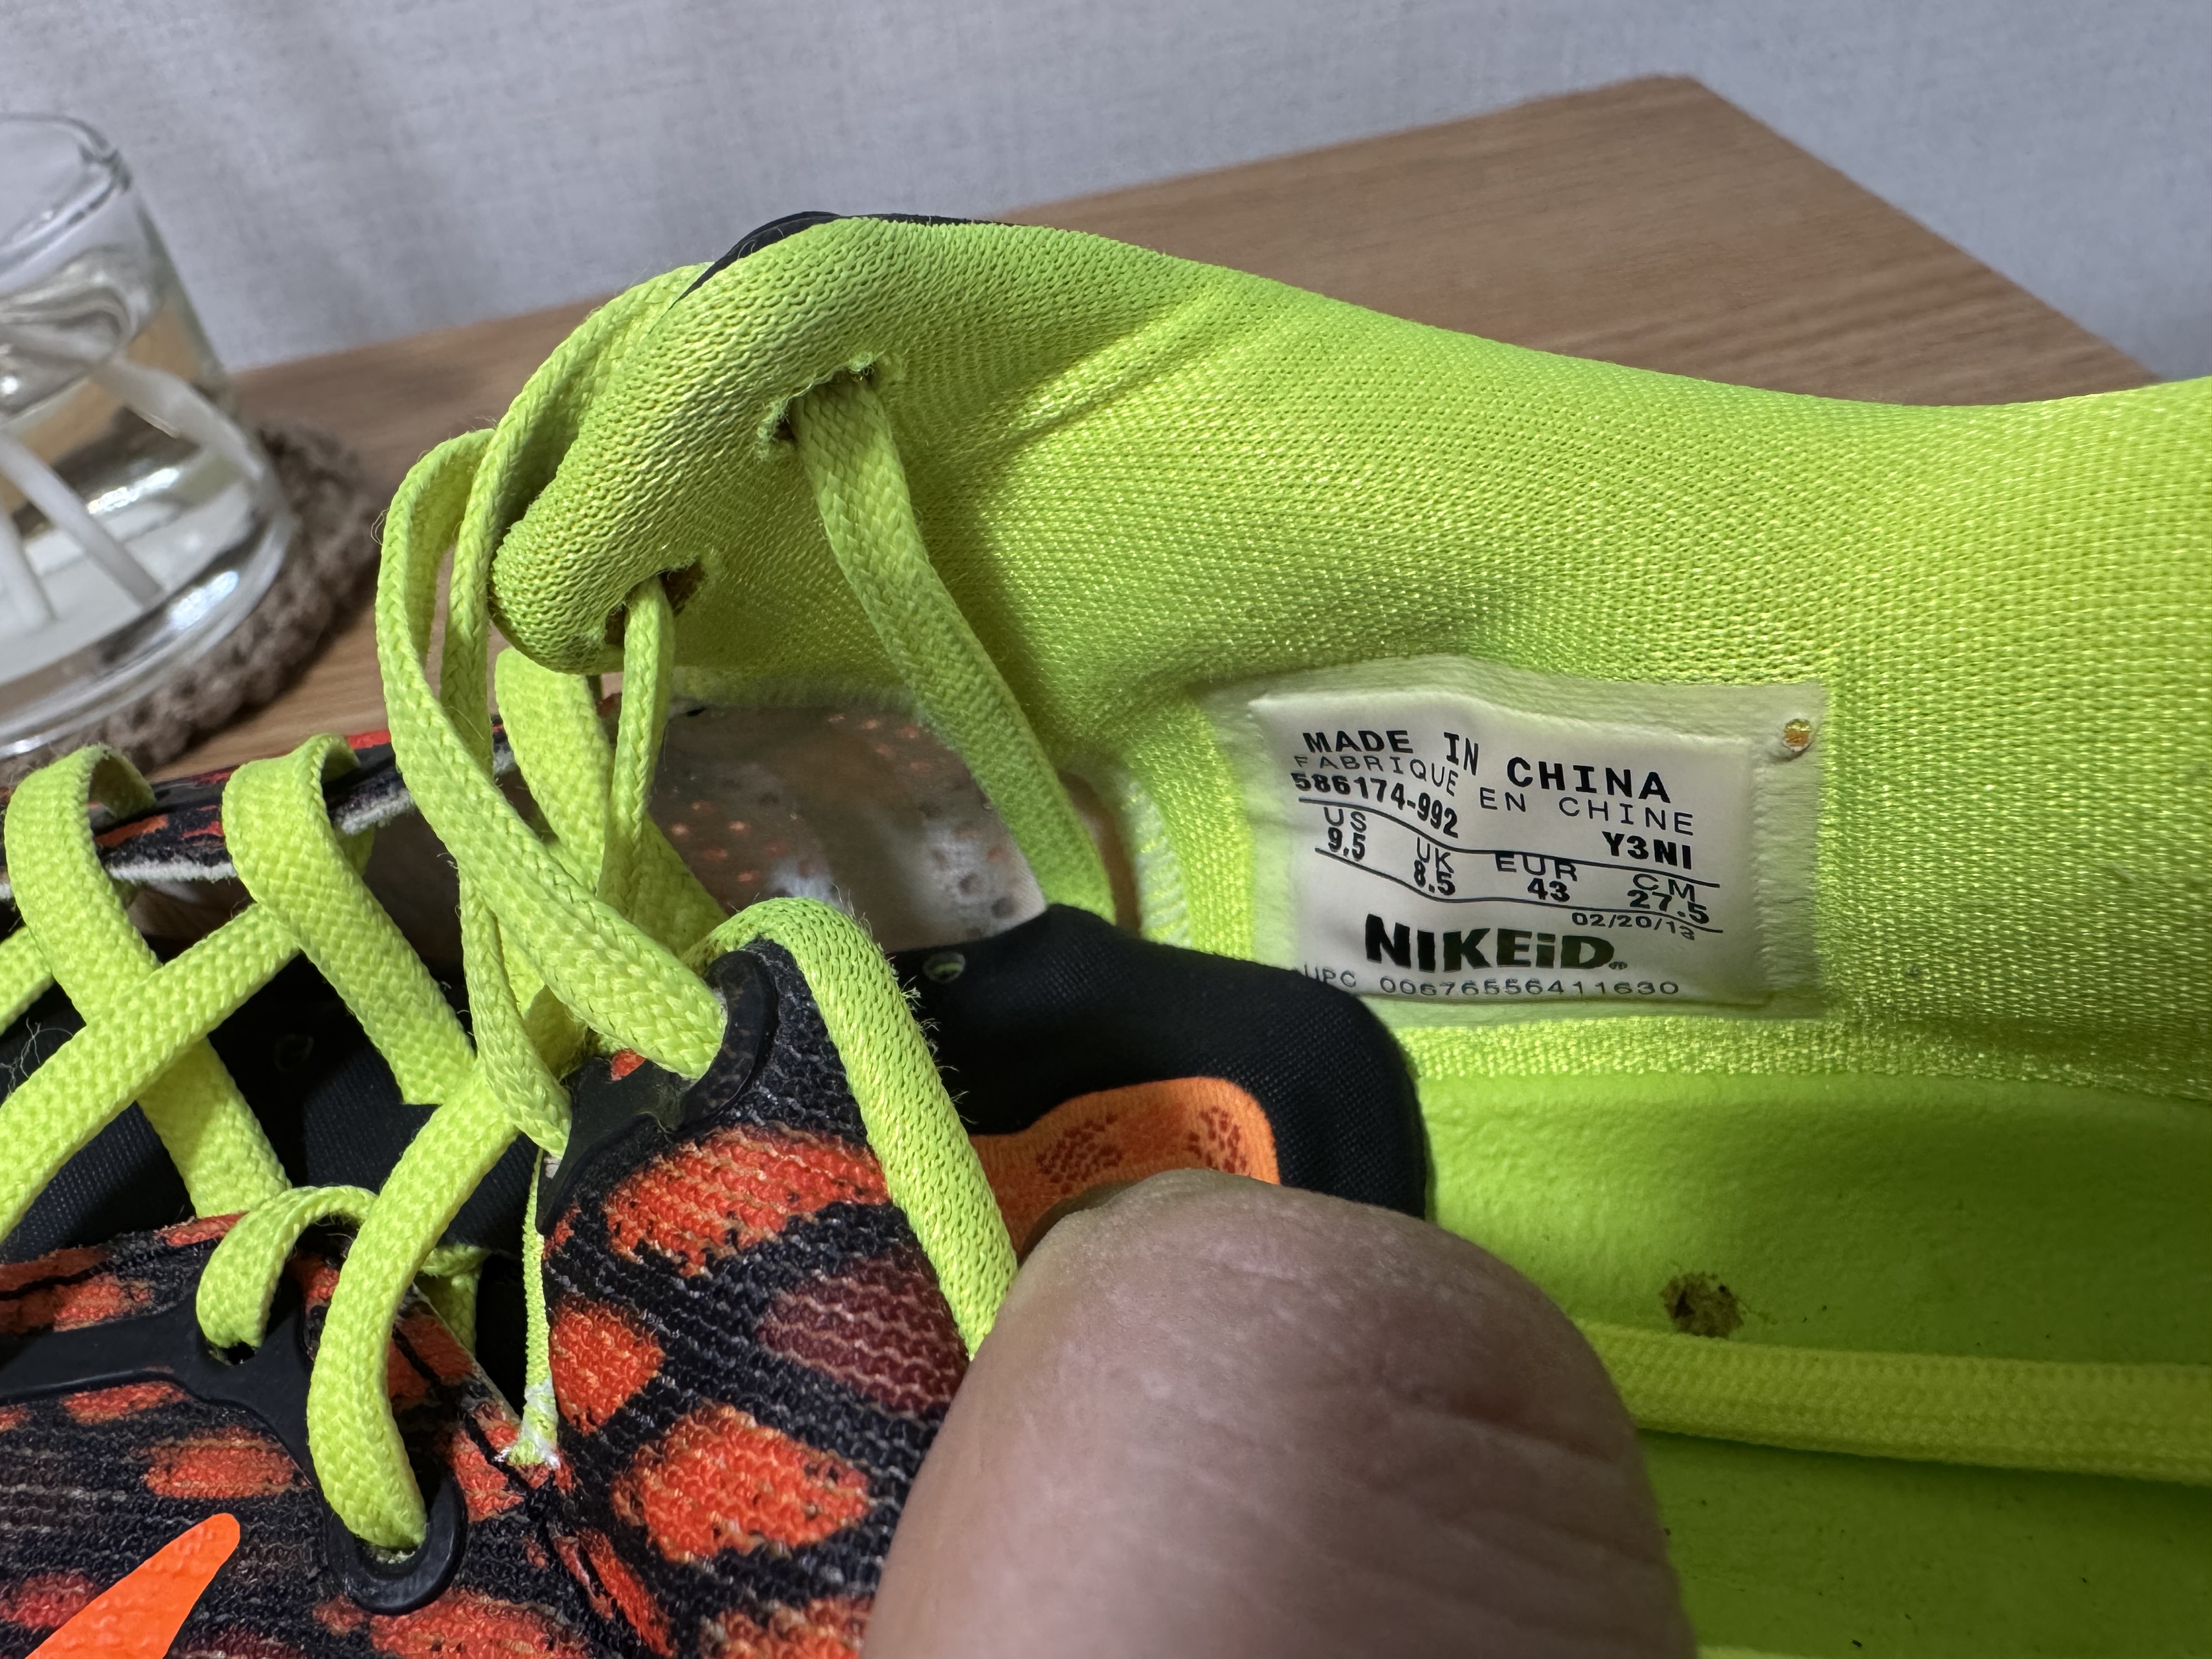 MADE IN CHINA
FABRIQUE EN CHINE
586174-992 Y3NI
US UK EUR CM
9.5 8.5 43 27.5
02/20/13
NIKEiD.
UPC 00676556411630